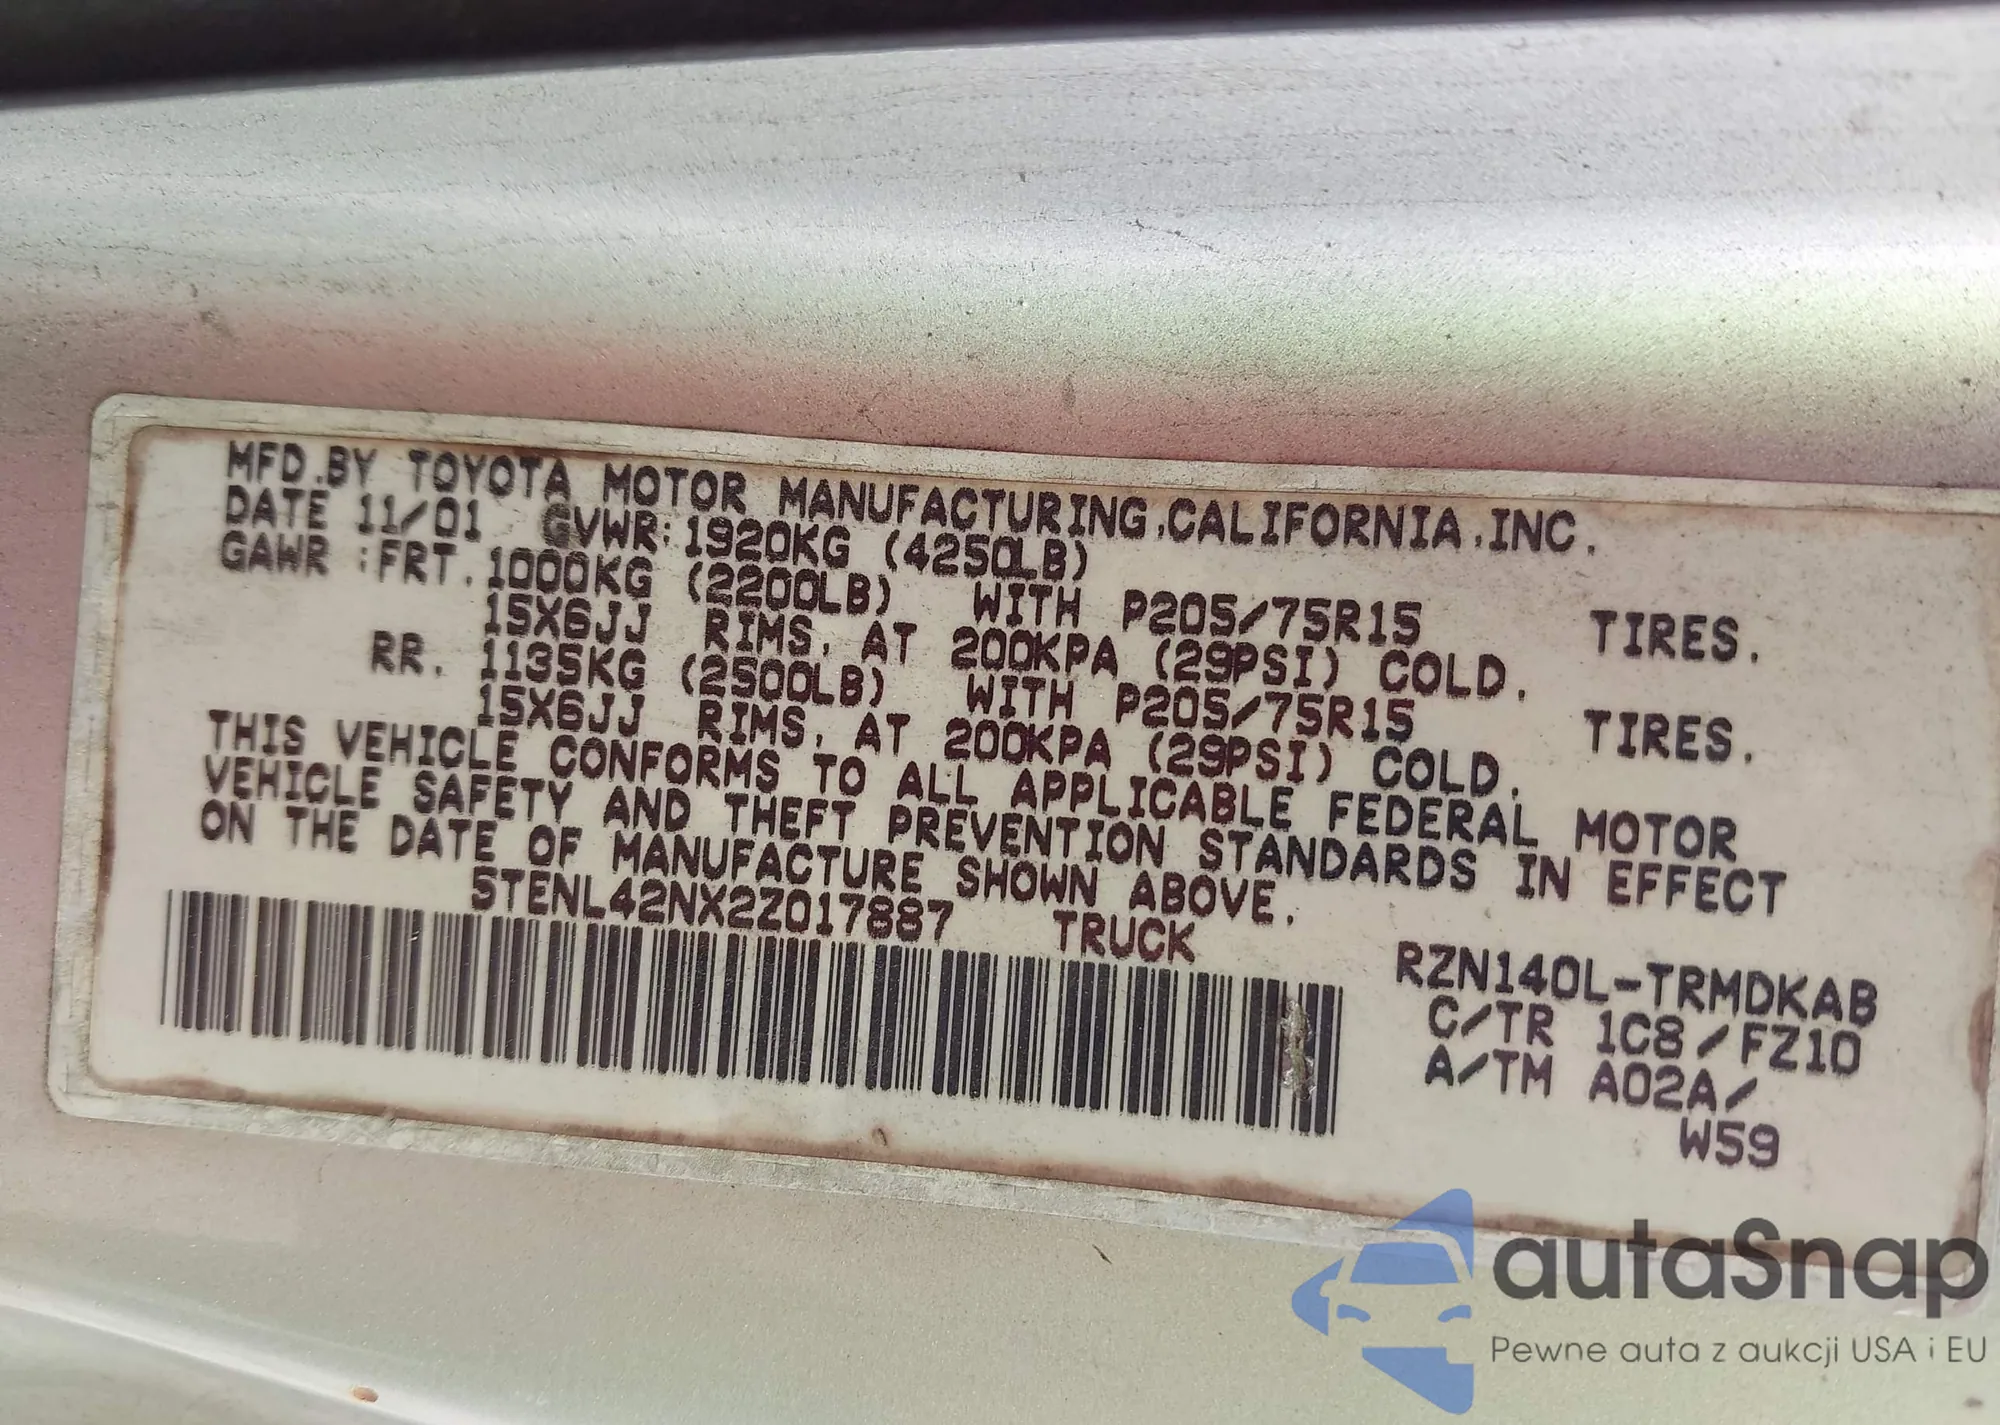 MFD.BY TOYOTA MOTOR MANUFACTURING,CALIFORNIA,INC.
DATE 11/01 GVWR:1920KG (4250LB)
GAWR :FRT.1000KG (2200LB) WITH P205/75R15 TIRES.
15X6JJ RIMS, AT 200KPA (29PSI) COLD.
RR. 1135KG (2500LB) WITH P205/75R15 TIRES.
15X6JJ RIMS, AT 200KPA (29PSI) COLD.
THIS VEHICLE CONFORMS TO ALL APPLICABLE FEDERAL MOTOR
VEHICLE SAFETY AND THEFT PREVENTION STANDARDS IN EFFECT
ON THE DATE OF MANUFACTURE SHOWN ABOVE.
5TENL42NX2Z017887 TRUCK
RZN140L-TRMDKAB
C/TR 1C8/FZ10
A/TM A02A/
W59
autaSnap
Pewne auta z aukcji USA i EU